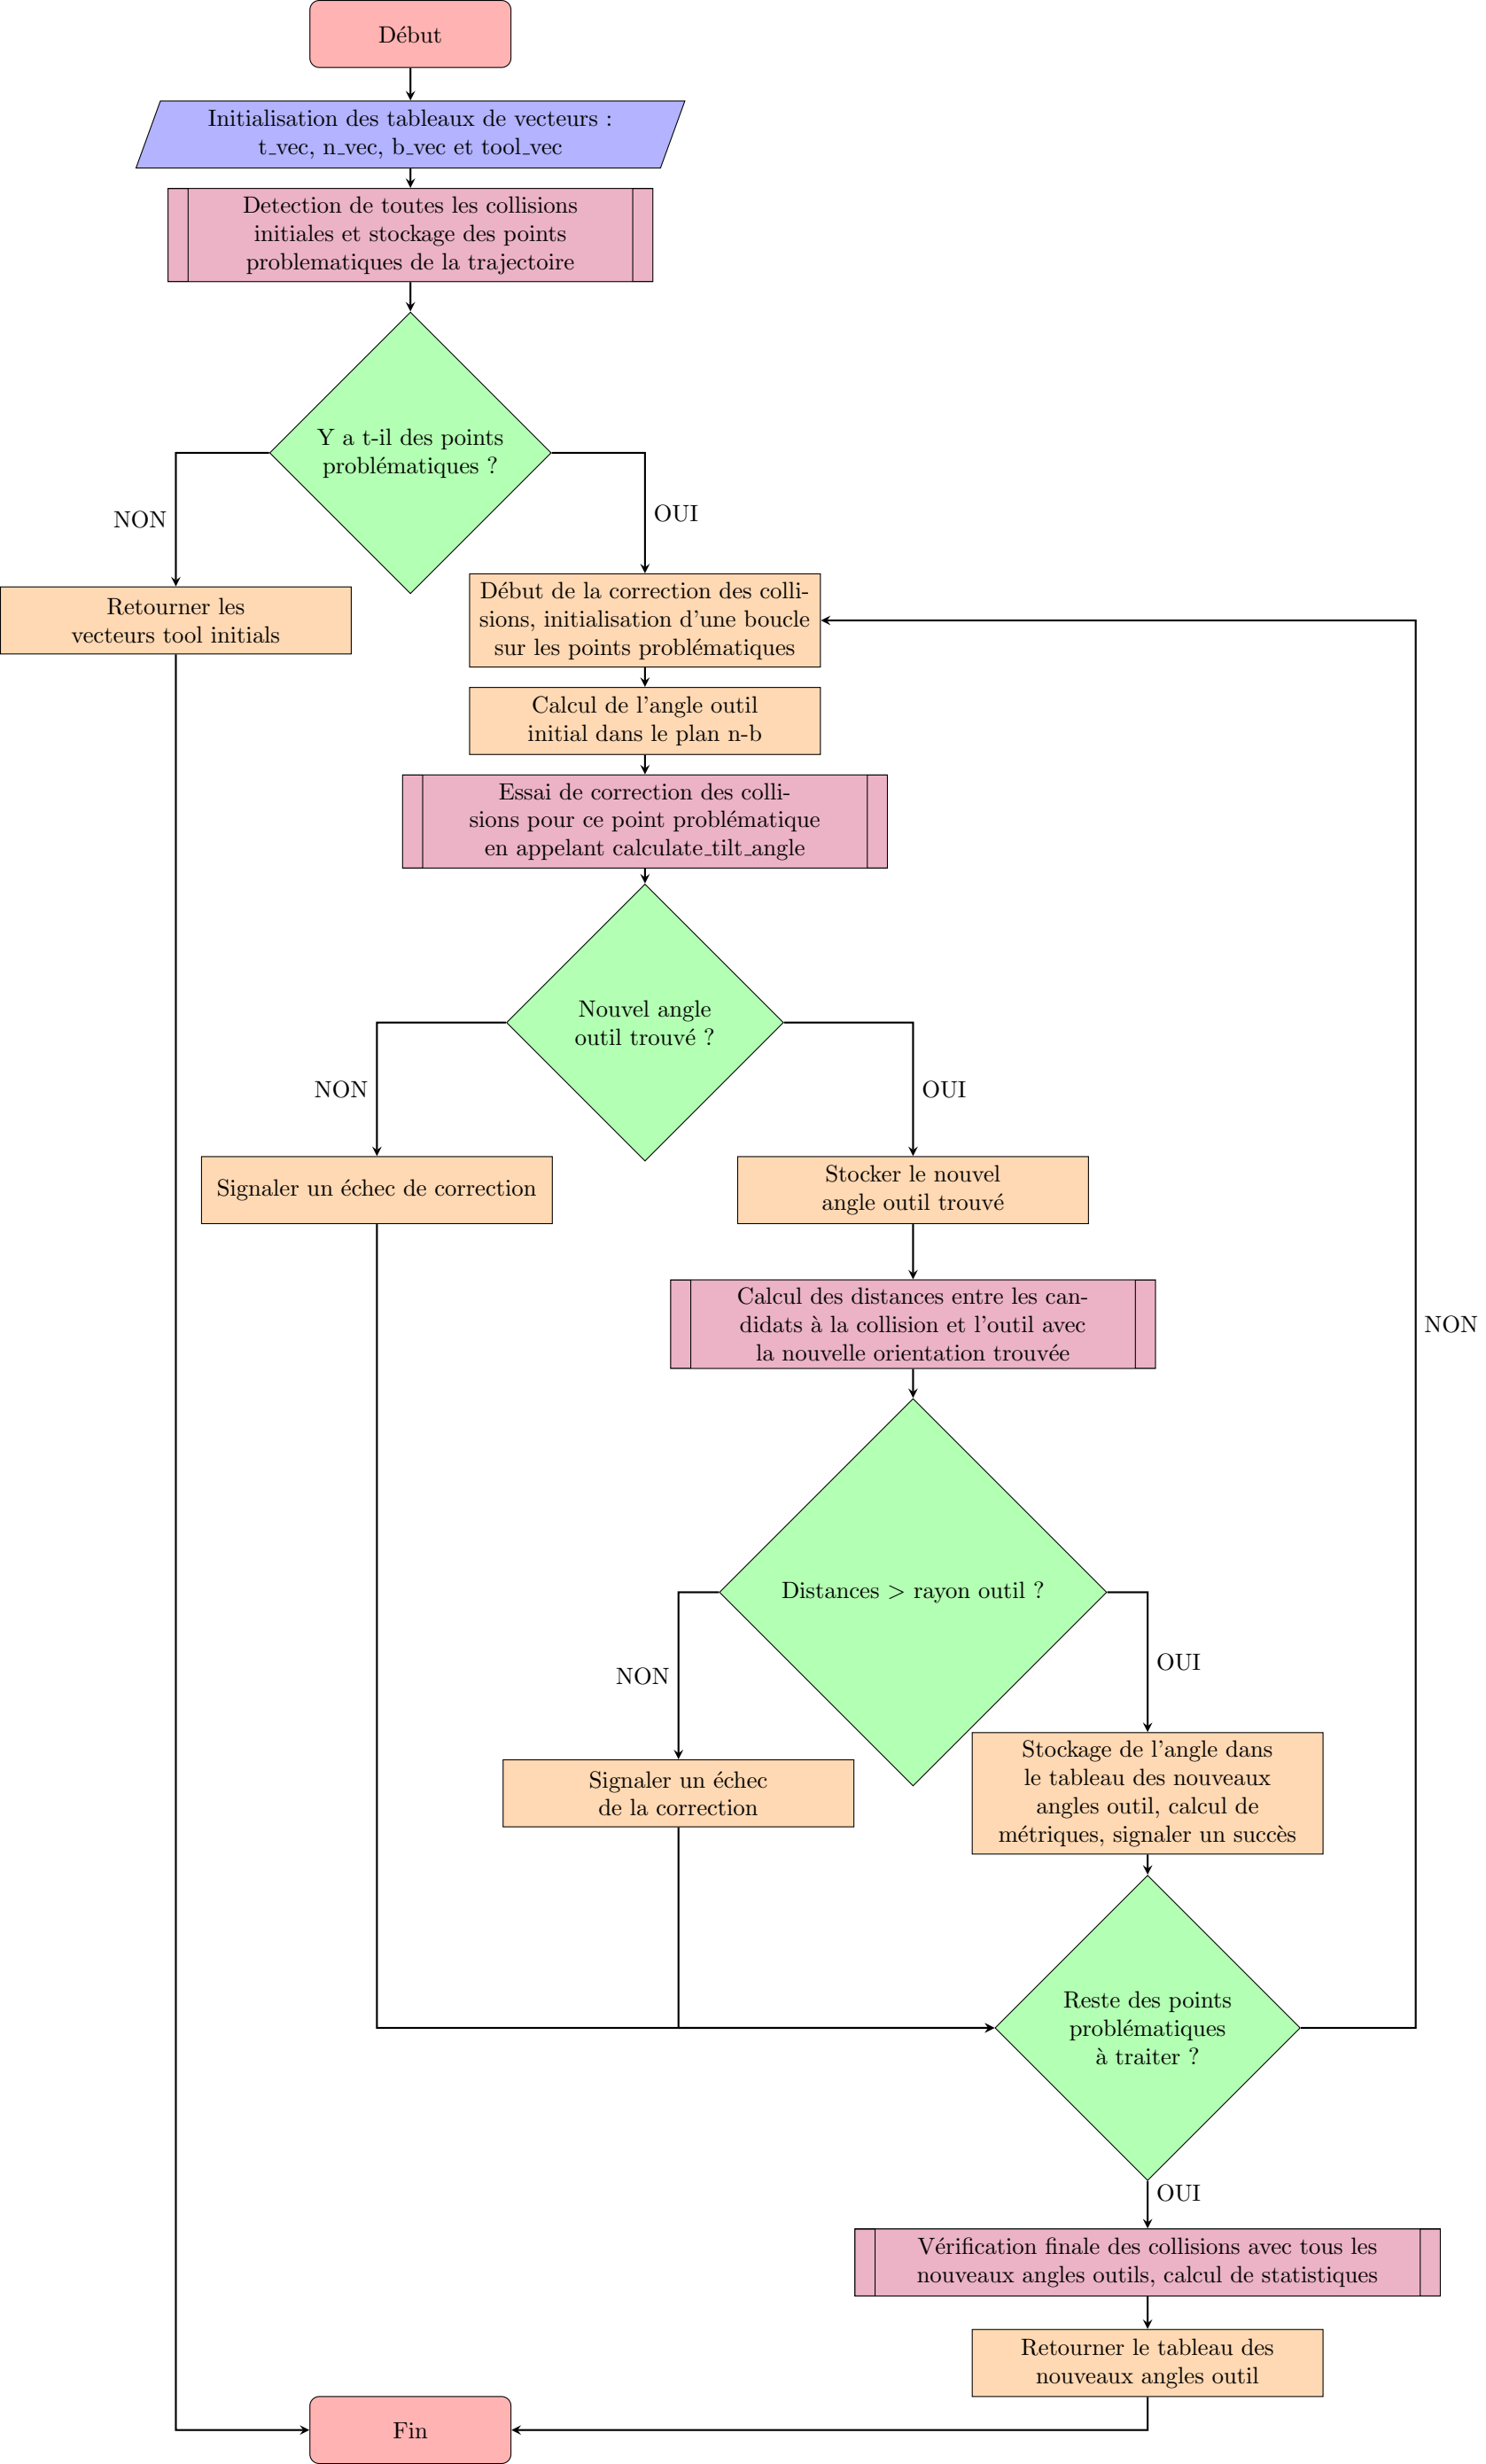 Début
Initialisation des tableaux de vecteurs :
t_vec, n_vec, b_vec et tool_vec
Detection de toutes les collisions
initiales et stockage des points
problematiques de la trajectoire
Y a t-il des points
problématiques ?
NON
OUI
Retourner les
vecteurs tool initials
Début de la correction des colli-
sions, initialisation d'une boucle
sur les points problématiques
Calcul de l'angle outil
initial dans le plan n-b
Essai de correction des colli-
sions pour ce point problématique
en appelant calculate_tilt_angle
Nouvel angle
outil trouvé ?
NON
OUI
Signaler un échec de correction
Stocker le nouvel
angle outil trouvé
Calcul des distances entre les can-
didats à la collision et l'outil avec
la nouvelle orientation trouvée
NON
Distances > rayon outil ?
NON
OUI
Signaler un échec
de la correction
Stockage de l'angle dans
le tableau des nouveaux
angles outil, calcul de
métriques, signaler un succès
Reste des points
problématiques
à traiter ?
OUI
Vérification finale des collisions avec tous les
nouveaux angles outils, calcul de statistiques
Retourner le tableau des
nouveaux angles outil
Fin